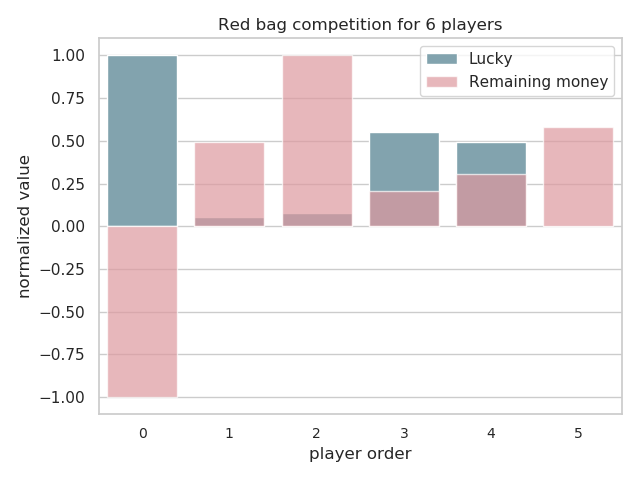 Red bag competition for 6 players
Lucky
Remaining money
1.00
0.75
0.50
0.25
0.00
−0.25
−0.50
−0.75
−1.00
normalized value
0 1 2 3 4 5
player order